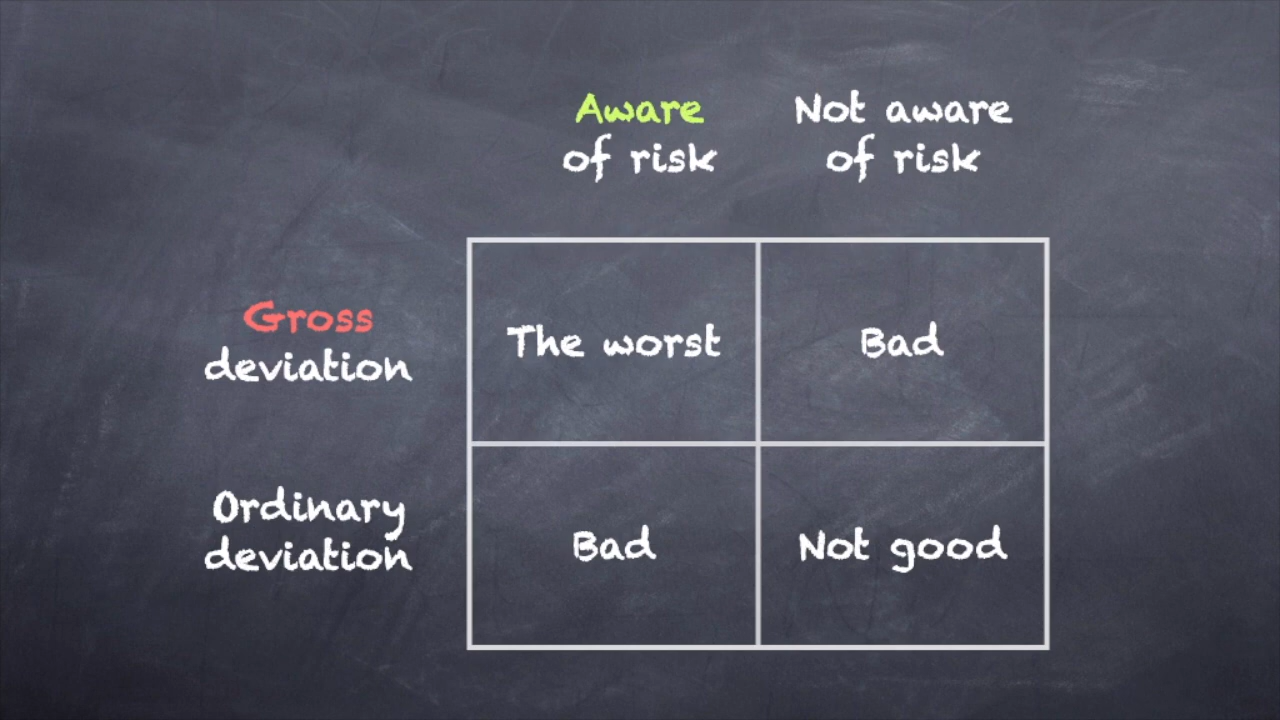 Aware
of risk
Not aware
of risk
Gross
deviation
The worst
Bad
Ordinary
deviation
Bad
Not good